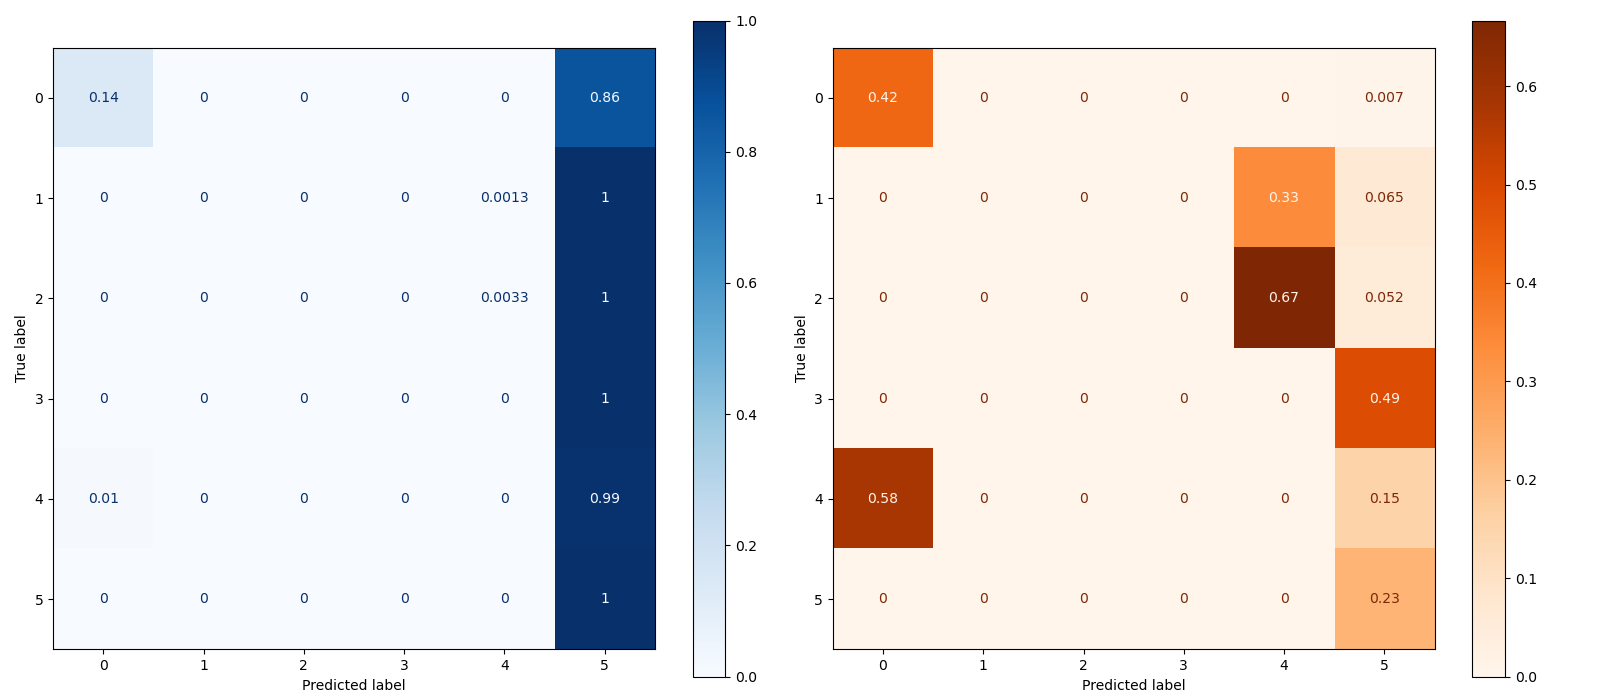 1.0
0 0.14 0 0 0 0 0.86
0.8
1 0 0 0 0 0.0013 1
2 0 0 0 0 0.0033 1
0.6
True label
3 0 0 0 0 0 1
0.4
4 0.01 0 0 0 0 0.99
0.2
5 0 0 0 0 0 1
0 1 2 3 4 5
0.0
Predicted label
0 0.42 0 0 0 0 0.007
0.6
1 0 0 0 0 0.33 0.065
0.5
2 0 0 0 0 0.67 0.052
0.4
True label
3 0 0 0 0 0 0.49
0.3
4 0.58 0 0 0 0 0.15
0.2
5 0 0 0 0 0 0.23
0.1
0 1 2 3 4 5
0.0
Predicted label